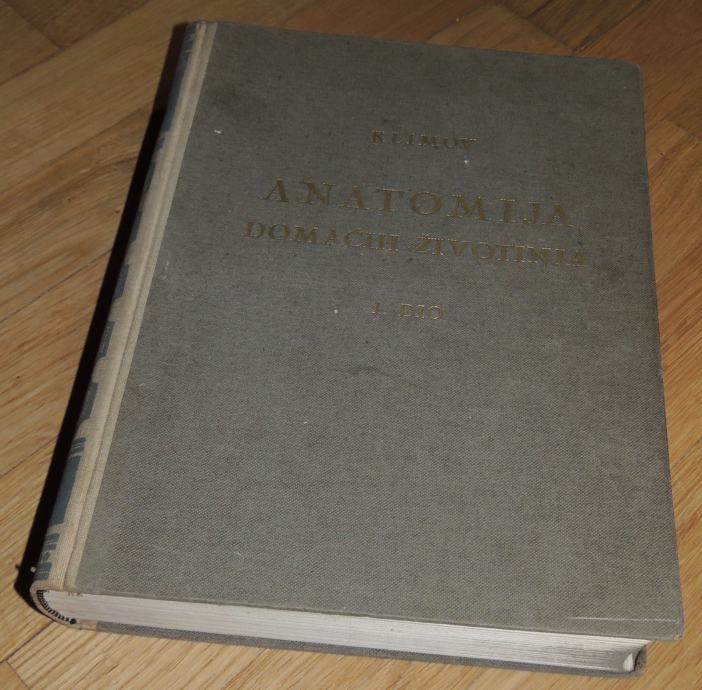 KLIMOV
ANATOMIJA
DOMAĆIH ŽIVOTINJA
I. DIO